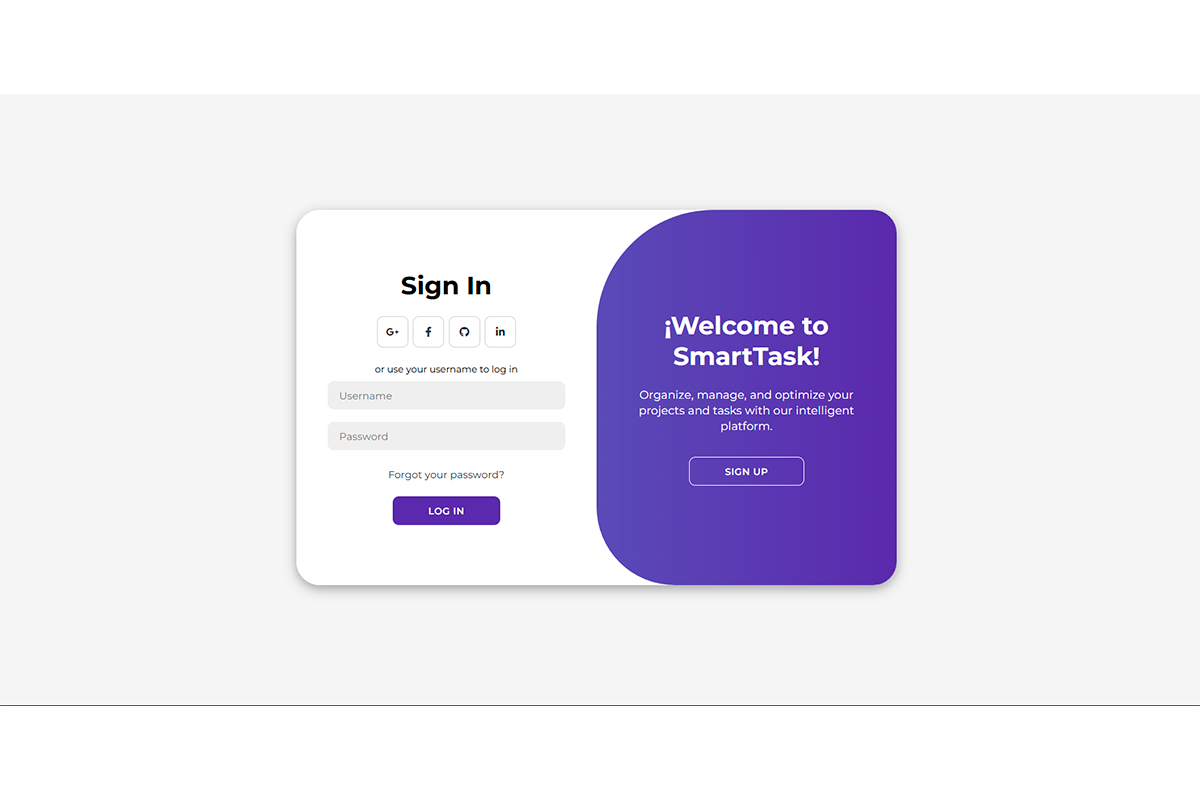 Sign In
G+ f in
or use your username to log in
Username
Password
Forgot your password?
LOG IN
¡Welcome to
SmartTask!
Organize, manage, and optimize your
projects and tasks with our intelligent
platform.
SIGN UP